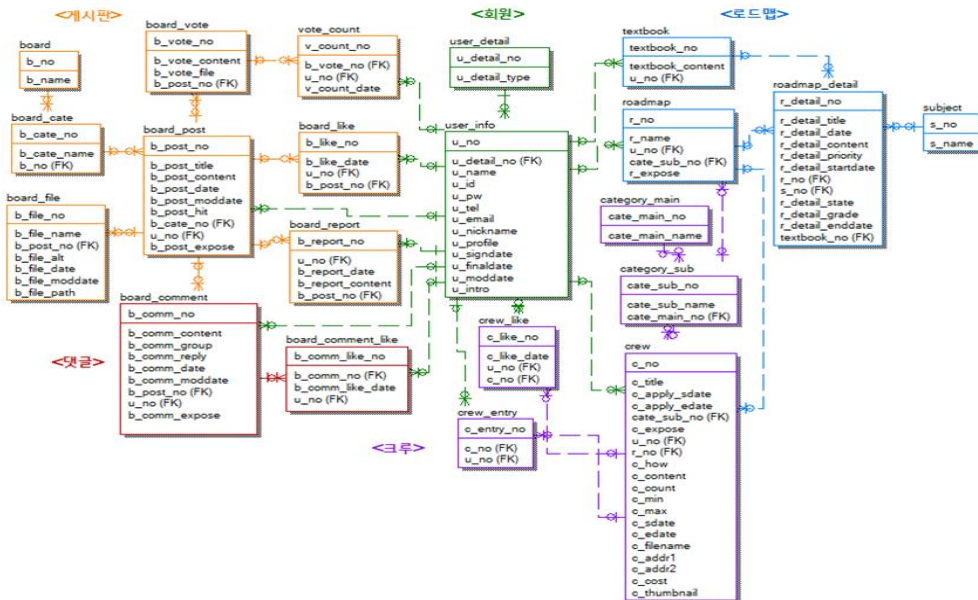 <게시판>
board
b_no
b_name
board_cate
b_cate_no
b_cate_name
b_no (FK)
board_file
b_file_no
b_file_name
b_post_no (FK)
b_file_alt
b_file_date
b_file_moddate
b_file_path
board_vote
b_vote_no
b_vote_content
b_vote_file
b_post_no (FK)
board_post
b_post_no
b_post_title
b_post_content
b_post_date
b_post_moddate
b_post_hit
b_cate_no (FK)
u_no (FK)
b_post_expose
vote_count
v_count_no
b_vote_no (FK)
u_no (FK)
v_count_date
board_like
b_like_no
b_like_date
u_no (FK)
b_post_no (FK)
board_report
b_report_no
u_no (FK)
b_report_date
b_report_content
b_post_no (FK)
<댓글>
board_comment
b_comm_no
b_comm_content
b_comm_group
b_comm_reply
b_comm_date
b_comm_moddate
b_post_no (FK)
u_no (FK)
b_comm_expose
board_comment_like
b_comm_like_no
b_comm_no (FK)
b_comm_like_date
u_no (FK)
<회원>
user_detail
u_detail_no
u_detail_type
user_info
u_no
u_detail_no (FK)
u_name
u_id
u_pw
u_tel
u_email
u_nickname
u_profile
u_signdate
u_finaldate
u_moddate
u_intro
<로드맵>
textbook
textbook_no
textbook_content
u_no (FK)
roadmap
r_no
r_name
u_no (FK)
cate_sub_no (FK)
r_expose
roadmap_detail
r_detail_no
r_detail_title
r_detail_date
r_detail_content
r_detail_priority
r_detail_startdate
r_no (FK)
s_no (FK)
r_detail_state
r_detail_grade
r_detail_enddate
textbook_no (FK)
subject
s_no
s_name
category_main
cate_main_no
cate_main_name
category_sub
cate_sub_no
cate_sub_name
cate_main_no (FK)
<크루>
crew_like
c_like_no
c_like_date
u_no (FK)
c_no (FK)
crew_entry
c_entry_no
c_no (FK)
u_no (FK)
crew
c_no
c_title
c_apply_sdate
c_apply_edate
cate_sub_no (FK)
c_expose
u_no (FK)
r_no (FK)
c_how
c_content
c_count
c_min
c_max
c_sdate
c_edate
c_filename
c_addr1
c_addr2
c_cost
c_thumbnail